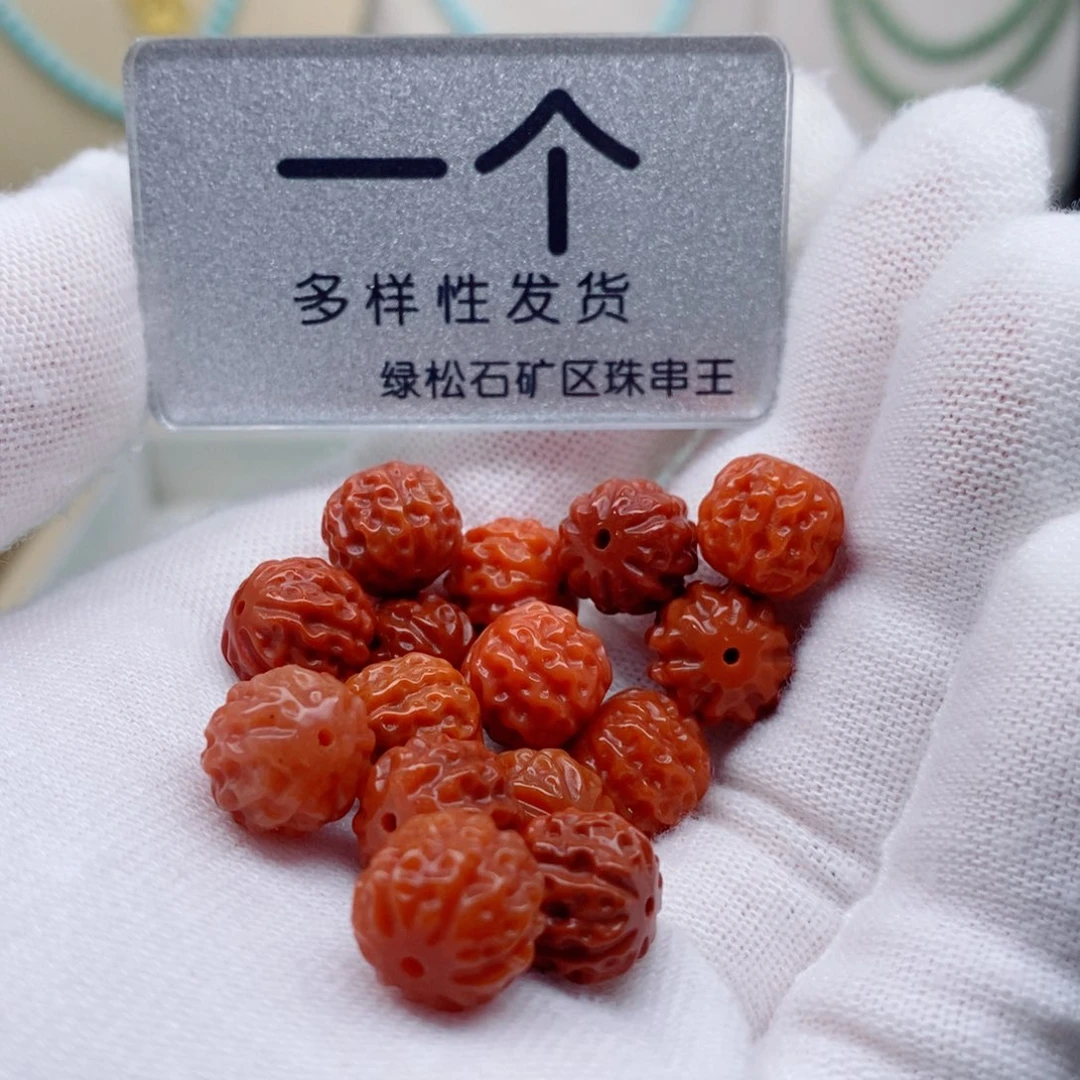 一个
多样性发货
绿松石矿区珠串王